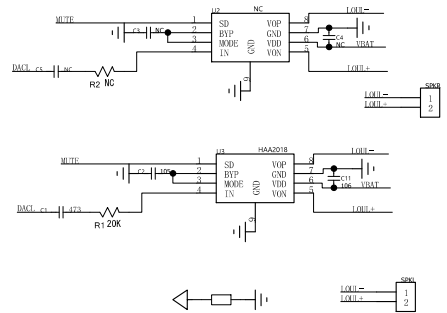 LOUL-
U2 NC
MUTE 1 SD VOP 8
C3 NC 2 BYP GND 7 C4
3 MODE VDD 6 NC VBAT
4 IN GND VON 5
DACL C5 NC LOUL+
R2 NC
9
LOUL- 1 SPKR
LOUL+ 2
LOUL-
U3 HAA2018
MUTE 1 SD VOP 8
C2 105 2 BYP GND 7 C11
3 MODE VDD 6 106 VBAT
4 IN GND VON 5
DACL C1 473 LOUL+
R1 20K
9
SPKL
LOUL- 1
LOUL+ 2